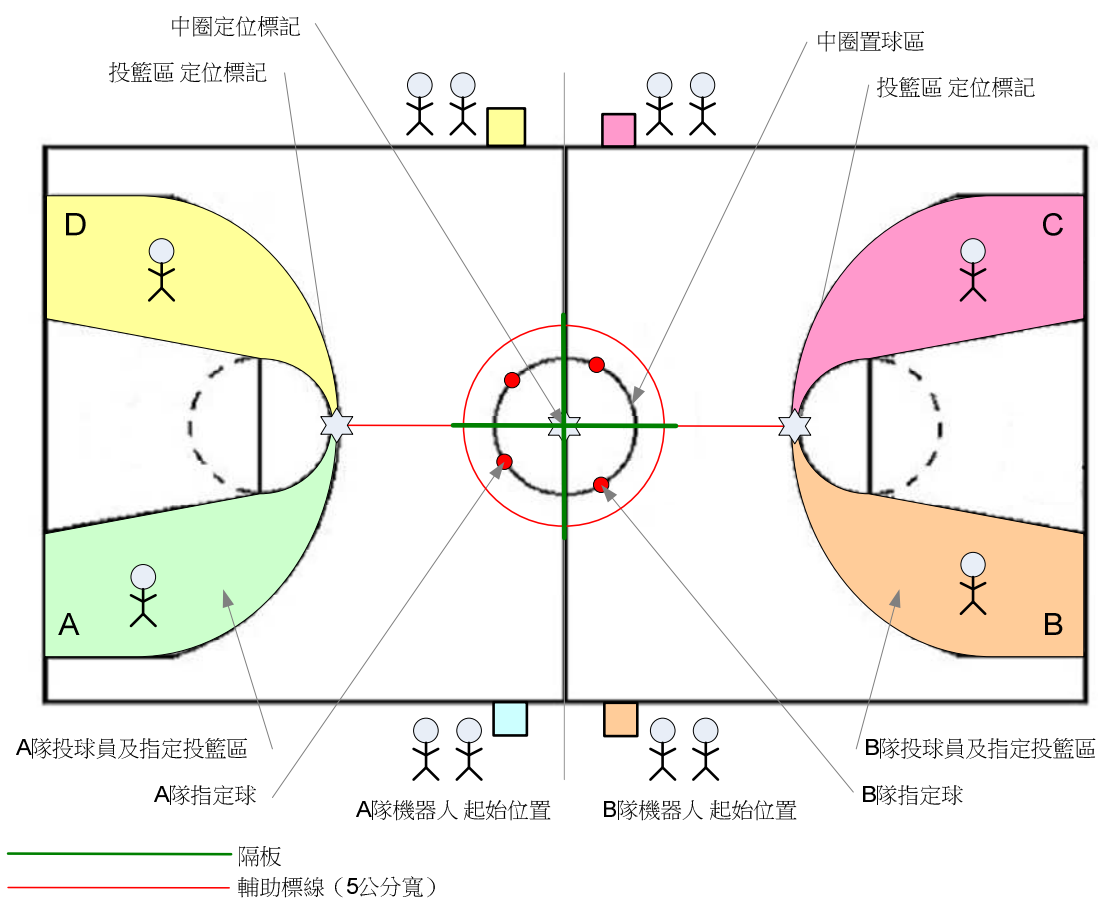 中圈定位標記
中圈置球區
投籃區 定位標記
投籃區 定位標記
D
C
A
B
A隊投球員及指定投籃區
B隊投球員及指定投籃區
A隊指定球
B隊指定球
A隊機器人 起始位置
B隊機器人 起始位置
隔板
輔助標線（5公分寬）